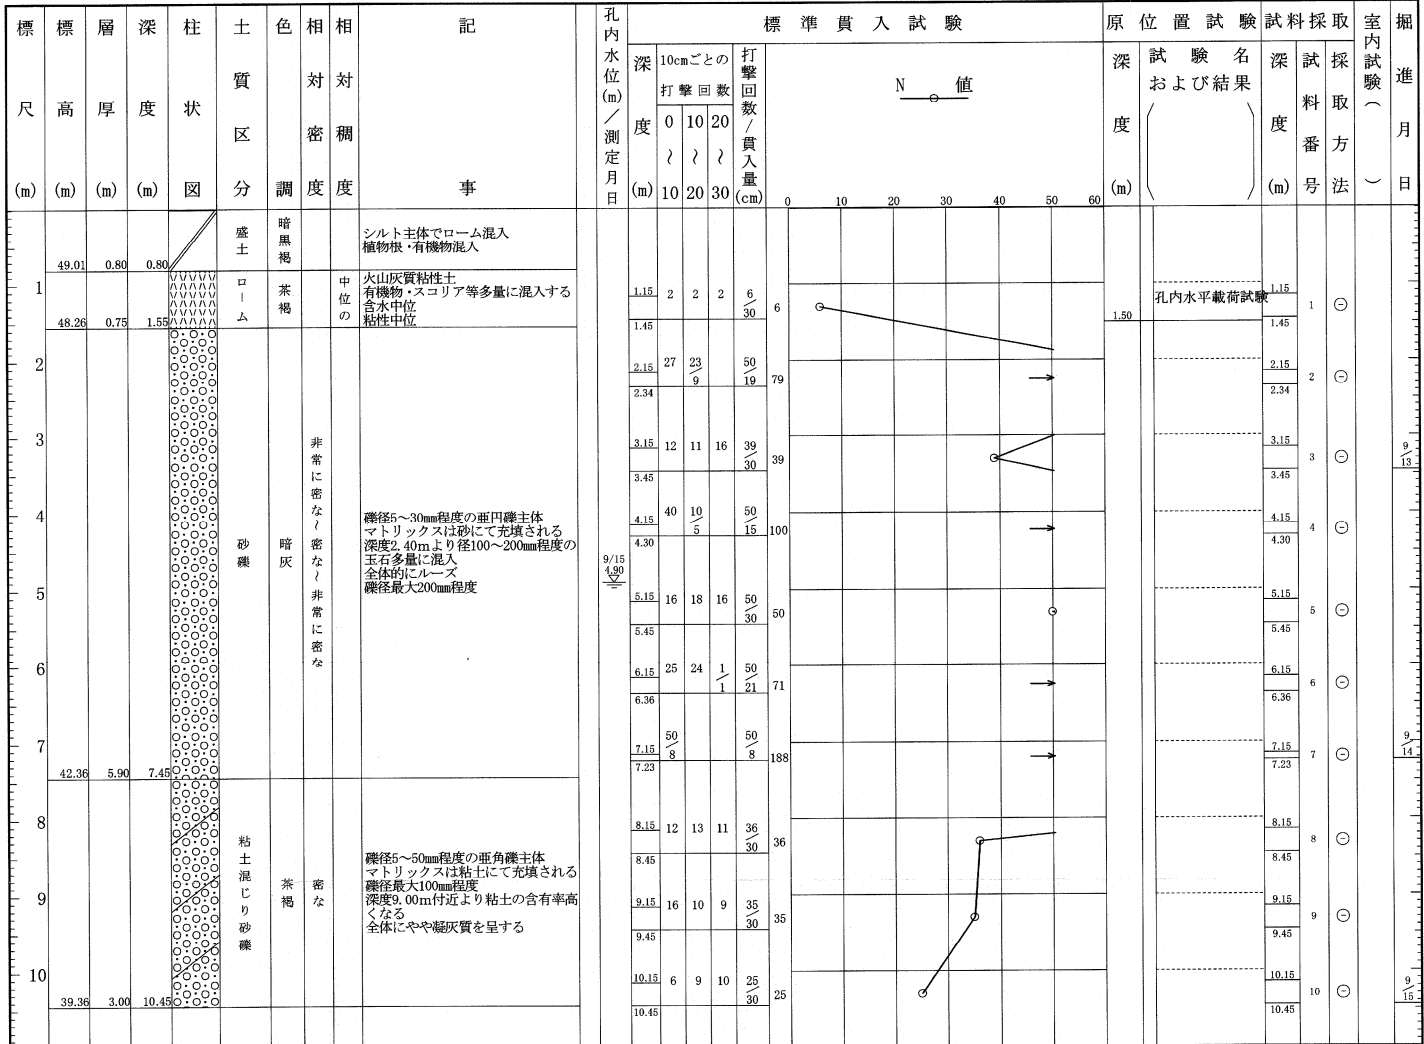 標尺(m)
標高(m)
層厚(m)
深度(m)
柱状図
土質区分
色調
相対密度
相対稠度
記事
孔内水位(m)／測定月日
標準貫入試験
深度(m)
10cmごとの
打撃回数
0 10 20
～ ～ ～
10 20 30
打撃回数／貫入量(cm)
N 値
0 10 20 30 40 50 60
原位置試験
深度(m)
試験名
および結果
試料採取
深度(m)
試料番号
採取方法
室内試験（ ）
掘進月日
盛土
暗黒褐
シルト主体でローム混入
植物根・有機物混入
49.01 0.80 0.80
1
ローム
茶褐
中位の
火山灰質粘性土
有機物・スコリア等多量に混入する
含水中位
粘性中位
48.26 0.75 1.55
1.15 2 2 2 6/30 6
1.45
1.50
孔内水平載荷試験
1.15 1
1.45
2
2.15 27 23/9 50/19 79
2.34
2.15 2
2.34
3
3.15 12 11 16 39/30 39
3.45
3.15 3
3.45
9/13
4
4.15 40 10/5 50/15 100
4.30
4.15 4
4.30
砂礫
暗灰
非常に密な～密な～非常に密な
礫径5～30mm程度の亜円礫主体
マトリックスは砂にて充填される
深度2.40mより径100～200mm程度の
玉石多量に混入
全体的にルーズ
礫径最大200mm程度
9/15
4.90
5
5.15 16 18 16 50/30 50
5.45
5.15 5
5.45
6
6.15 25 24 1/1 50/21 71
6.36
6.15 6
6.36
7
7.15 50/8 50/8 188
7.23
7.15 7
7.23
9/14
42.36 5.90 7.45
8
8.15 12 13 11 36/30 36
8.45
8.15 8
8.45
粘土混じり砂礫
茶褐
密な
礫径5～50mm程度の亜角礫主体
マトリックスは粘土にて充填される
礫径最大100mm程度
深度9.00m付近より粘土の含有率高
くなる
全体にやや凝灰質を呈する
9
9.15 16 10 9 35/30 35
9.45
9.15 9
9.45
10
10.15 6 9 10 25/30 25
10.45
10.15 10
10.45
9/15
39.36 3.00 10.45